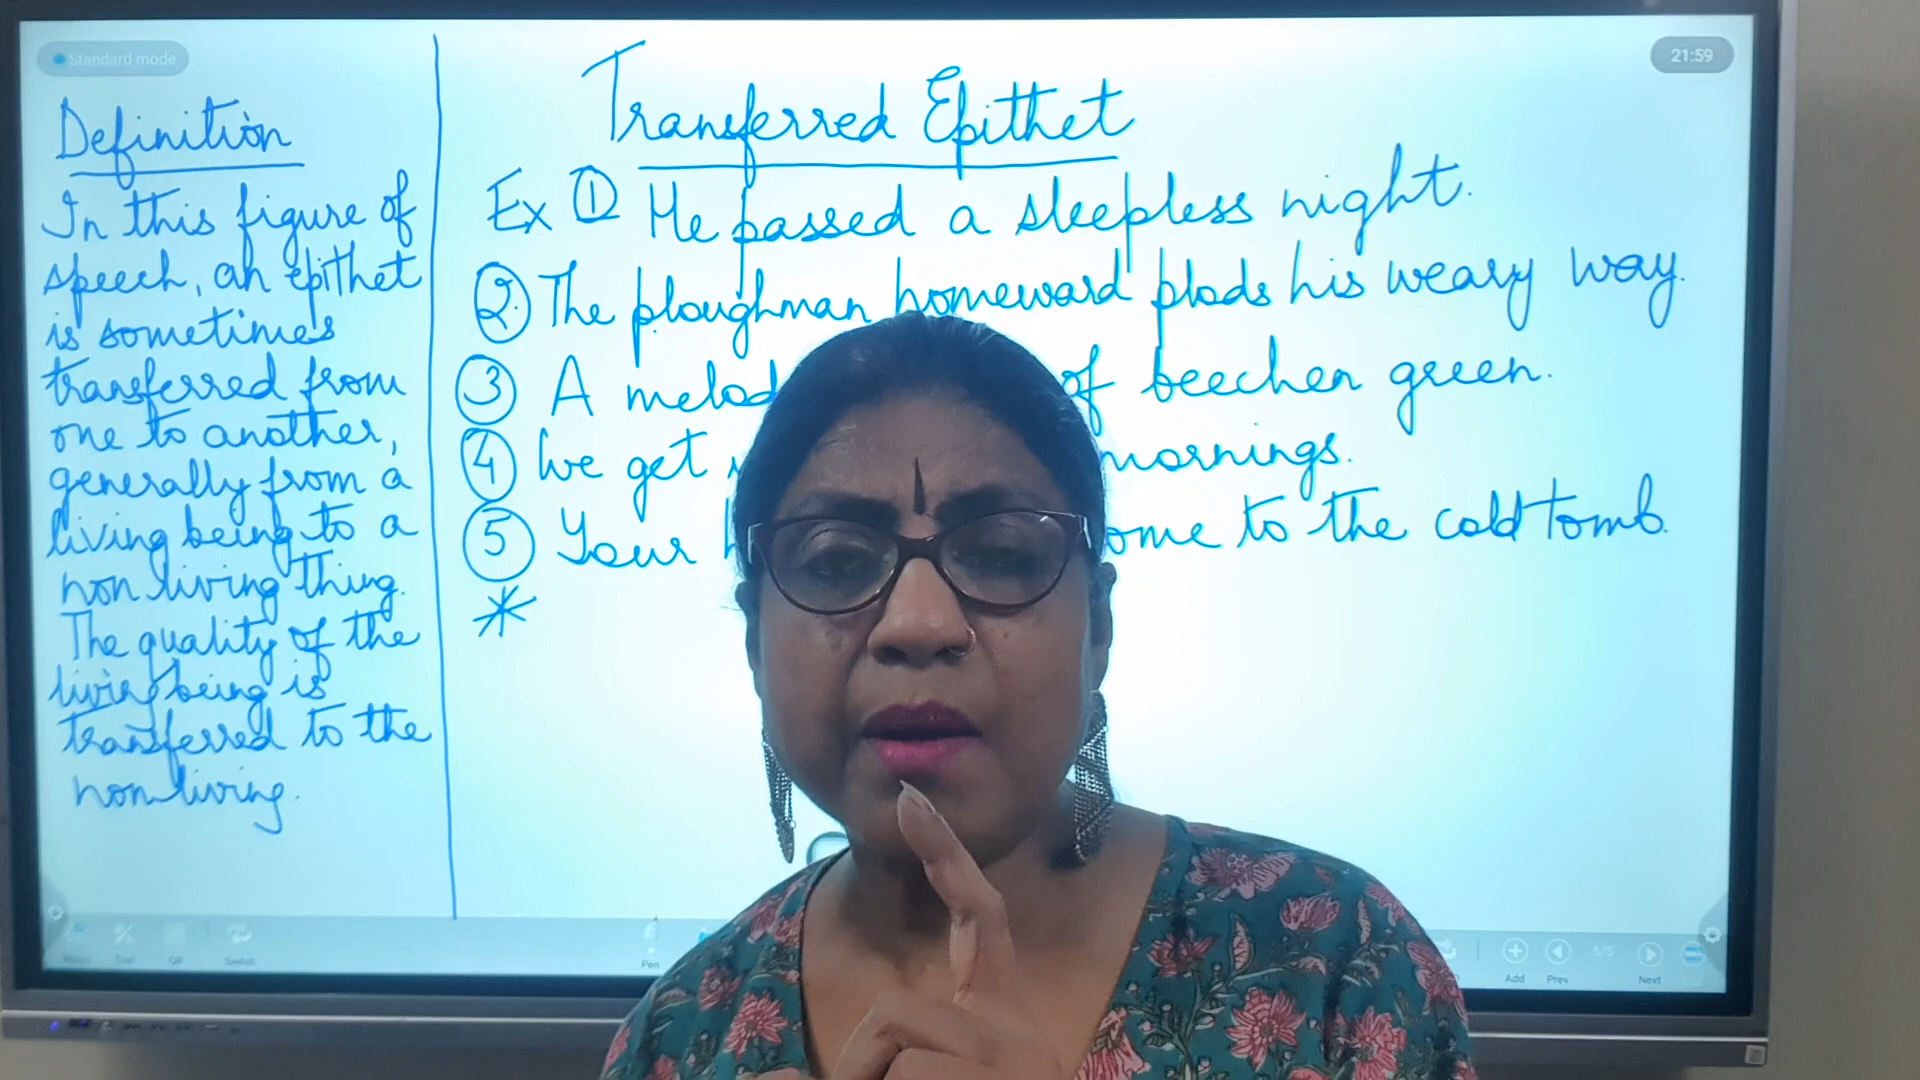 Standard mode
21:59
Definition
In this figure of
speech, an epithet
is sometimes
transferred from
one to another,
generally from a
living being to a
non living thing.
The quality of the
living being is
transferred to the
non living.
Transferred Epithet
Ex ① He passed a sleepless night.
② The ploughman homeward plods his weary way.
③ A of beechen green.
④ We get mornings.
⑤ Your to the cold tomb.
*
Pen
Add Prev 5/5 Next